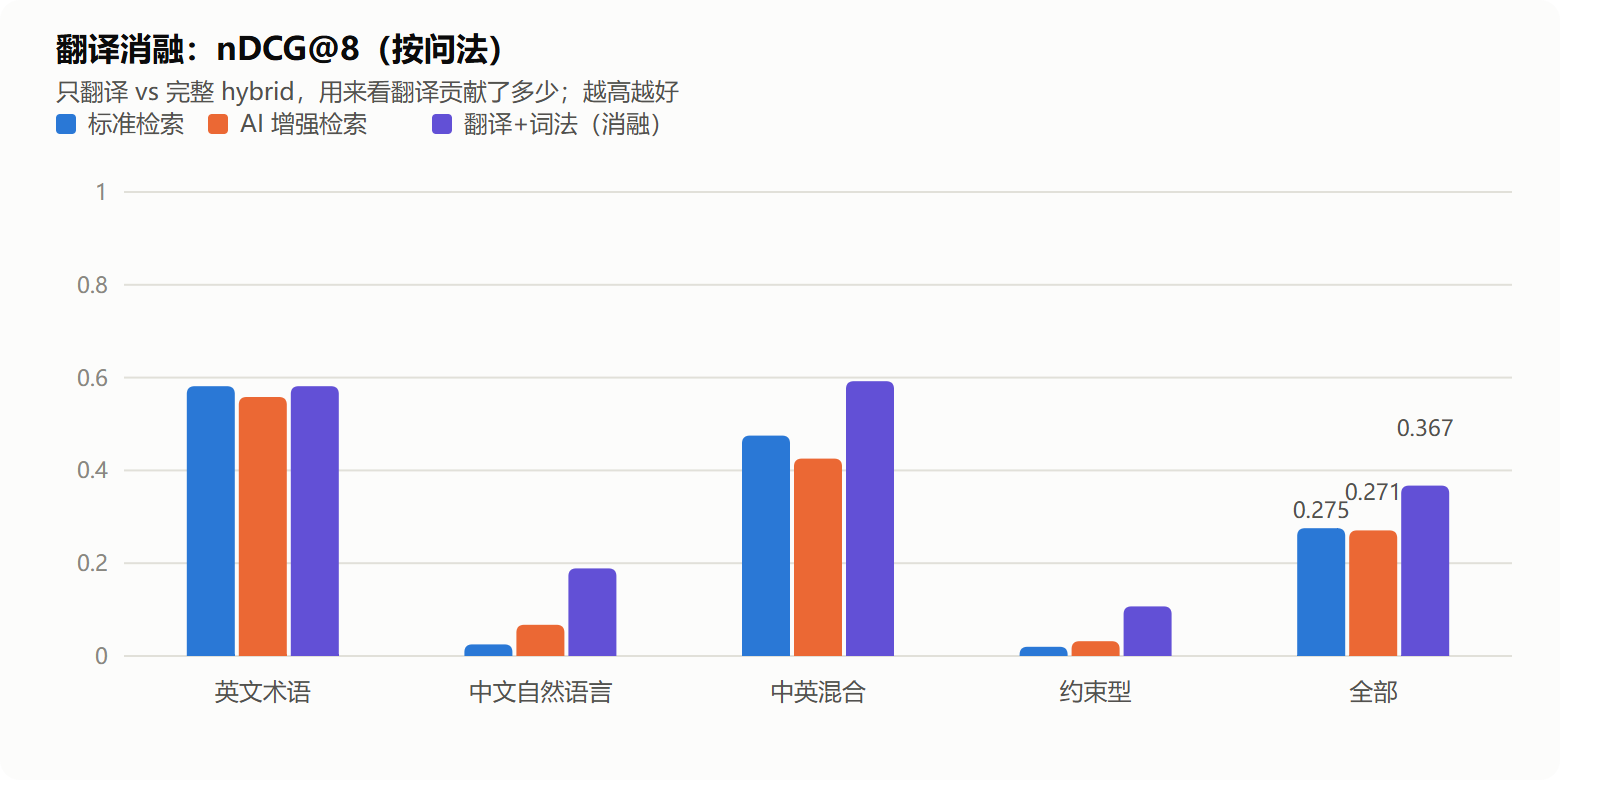 翻译消融：nDCG@8（按问法）
只翻译 vs 完整 hybrid，用来看翻译贡献了多少；越高越好
标准检索 AI 增强检索 翻译+词法（消融）
1
0.8
0.6
0.4
0.2
0
0.275
0.271
0.367
英文术语 中文自然语言 中英混合 约束型 全部